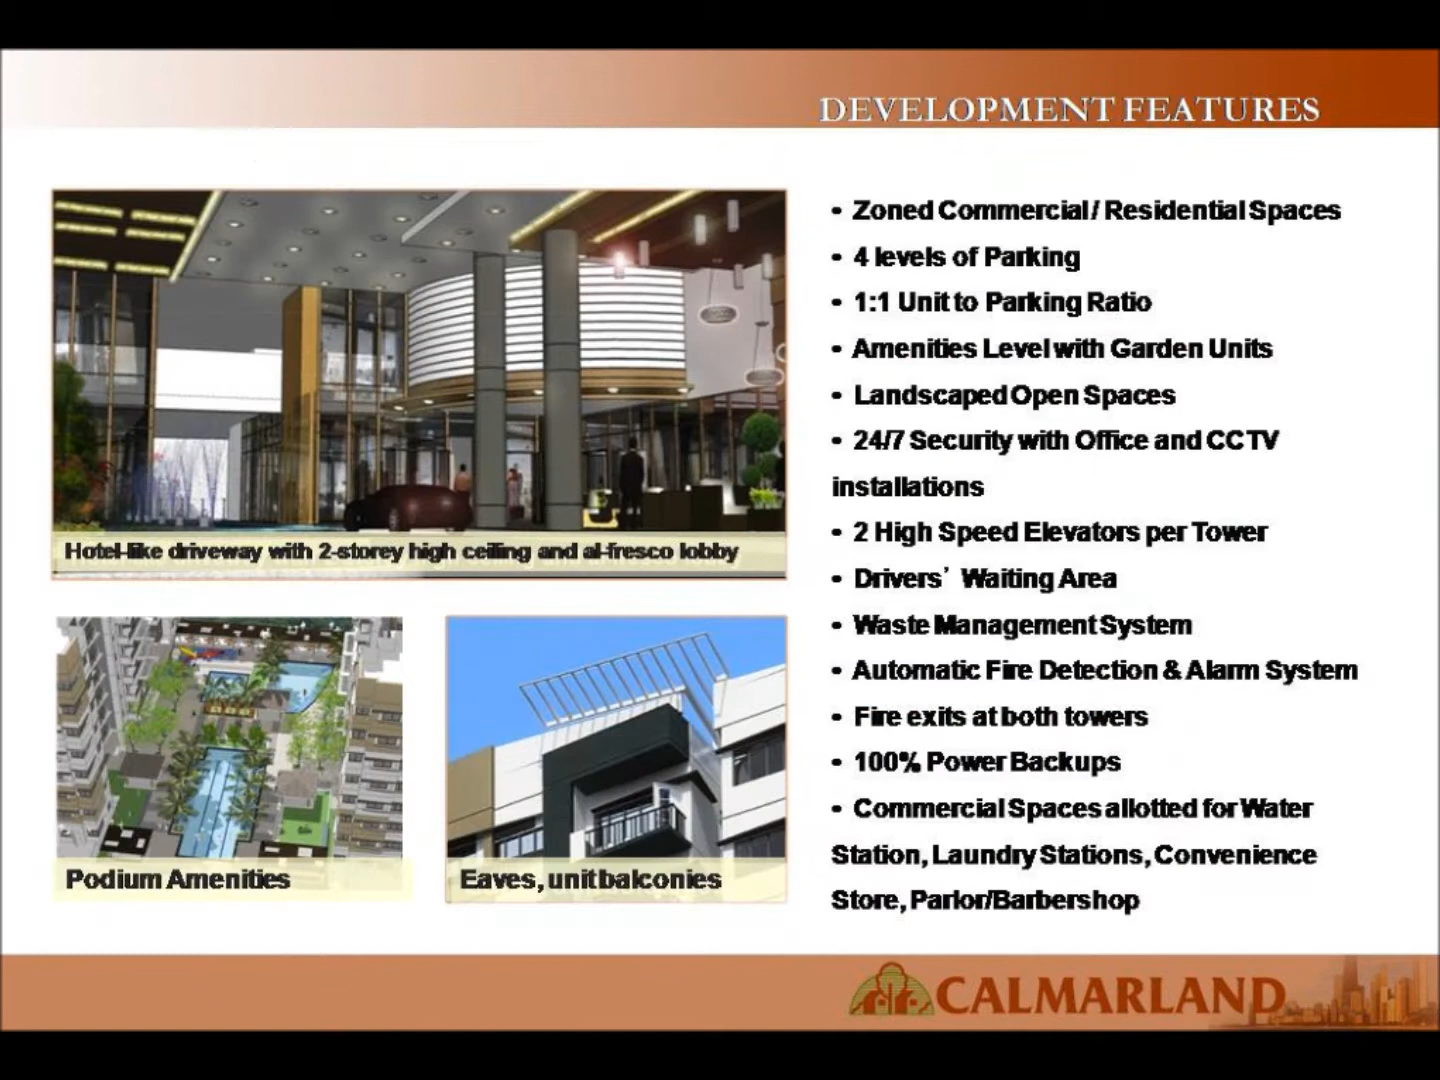 DEVELOPMENT FEATURES
Hotel-like driveway with 2-storey high ceiling and al-fresco lobby
Podium Amenities
Eaves, unit balconies
• Zoned Commercial / Residential Spaces
• 4 levels of Parking
• 1:1 Unit to Parking Ratio
• Amenities Level with Garden Units
• Landscaped Open Spaces
• 24/7 Security with Office and CCTV
installations
• 2 High Speed Elevators per Tower
• Drivers’ Waiting Area
• Waste Management System
• Automatic Fire Detection & Alarm System
• Fire exits at both towers
• 100% Power Backups
• Commercial Spaces allotted for Water
Station, Laundry Stations, Convenience
Store, Parlor/Barbershop
CALMARLAND